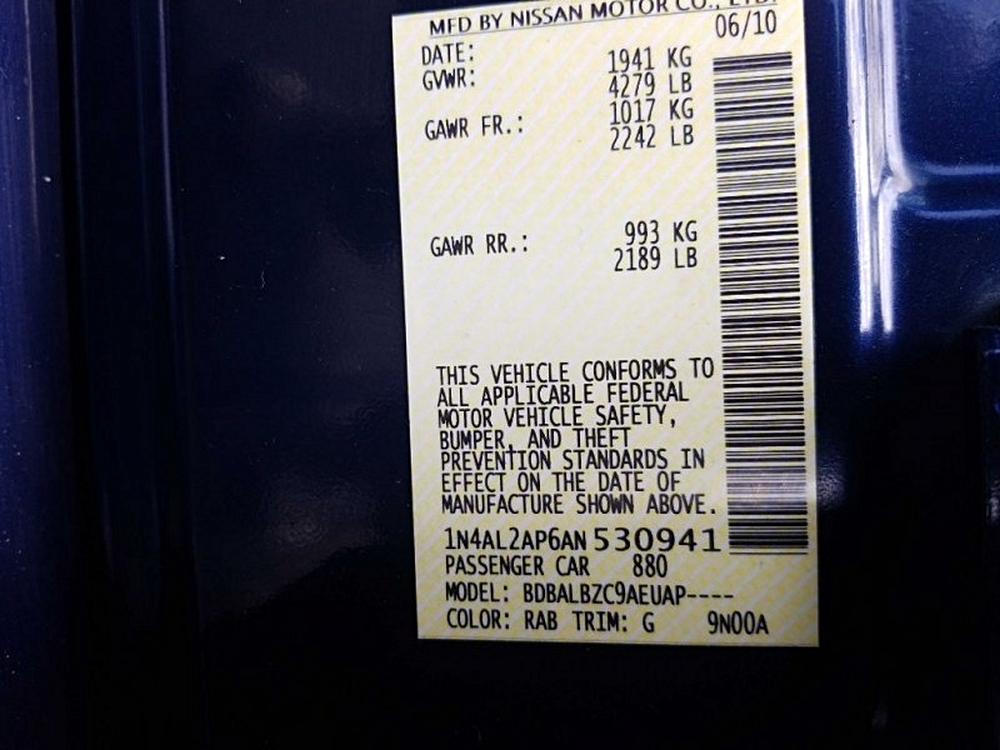 MFD BY NISSAN MOTOR CO., LTD.
DATE: 06/10
GVWR: 1941 KG
4279 LB
GAWR FR.: 1017 KG
2242 LB
GAWR RR.: 993 KG
2189 LB
THIS VEHICLE CONFORMS TO
ALL APPLICABLE FEDERAL
MOTOR VEHICLE SAFETY,
BUMPER, AND THEFT
PREVENTION STANDARDS IN
EFFECT ON THE DATE OF
MANUFACTURE SHOWN ABOVE.
1N4AL2AP6AN530941
PASSENGER CAR 880
MODEL: BDBALBZC9AEUAP----
COLOR: RAB TRIM: G 9N00A